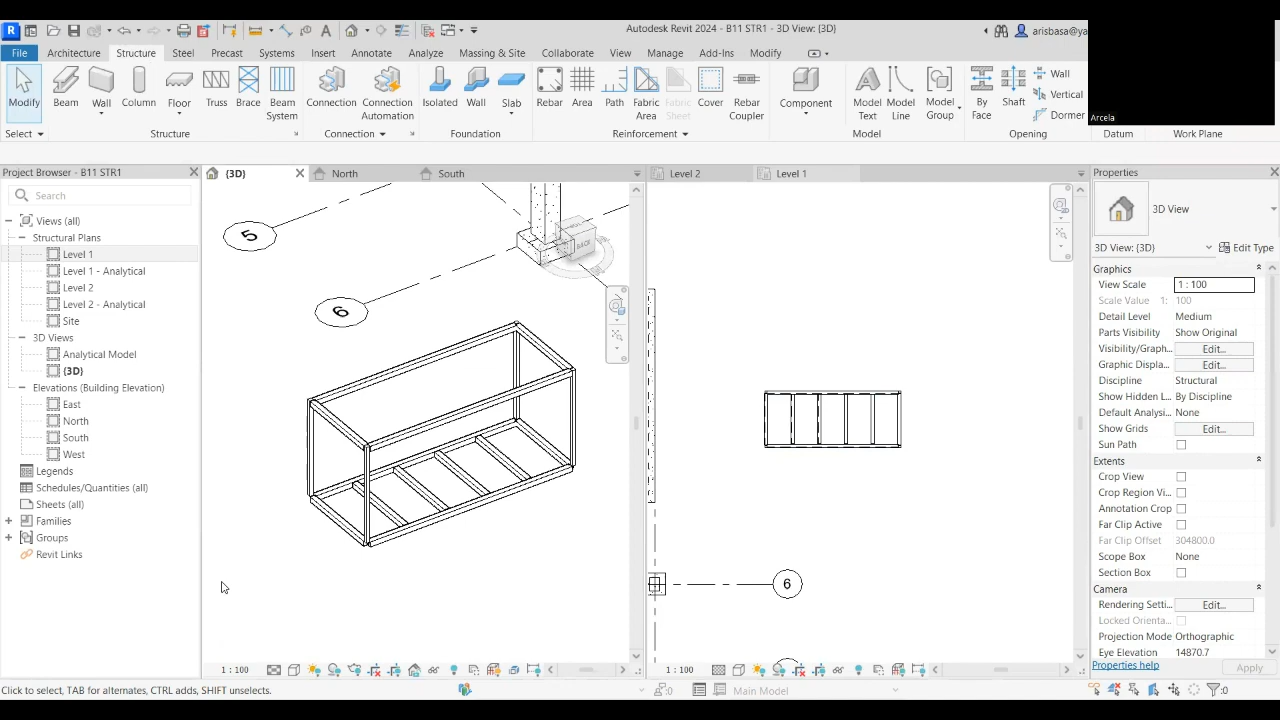 Autodesk Revit 2024 - B11 STR1 - 3D View: {3D}
arisbasa@ya
File Architecture Structure Steel Precast Systems Insert Annotate Analyze Massing & Site Collaborate View Manage Add-Ins Modify
Modify Beam Wall Column Floor Truss Brace Beam System Connection Connection Automation Isolated Wall Slab Rebar Area Path Fabric Area Fabric Sheet Cover Rebar Coupler Component Model Text Model Line Model Group By Face Shaft Wall Vertical Dormer
Arcela
Select Structure Connection Foundation Reinforcement Model Opening Datum Work Plane
Project Browser - B11 STR1
{3D} North South Level 2 Level 1
Properties
Search
3D View
Views (all)
Structural Plans
Level 1
Level 1 - Analytical
Level 2
Level 2 - Analytical
Site
3D Views
Analytical Model
{3D}
Elevations (Building Elevation)
East
North
South
West
Legends
Schedules/Quantities (all)
Sheets (all)
Families
Groups
Revit Links
5
6
BACK
6
3D View: {3D} Edit Type
Graphics
View Scale 1 : 100
Scale Value 1: 100
Detail Level Medium
Parts Visibility Show Original
Visibility/Graph... Edit...
Graphic Displa... Edit...
Discipline Structural
Show Hidden L... By Discipline
Default Analysi... None
Show Grids Edit...
Sun Path
Extents
Crop View
Crop Region Vi...
Annotation Crop
Far Clip Active
Far Clip Offset 304800.0
Scope Box None
Section Box
Camera
Rendering Setti... Edit...
Locked Orienta...
Projection Mode Orthographic
Eye Elevation 14870.7
Properties help Apply
1 : 100
1 : 100
Click to select, TAB for alternates, CTRL adds, SHIFT unselects.
:0
Main Model
:0